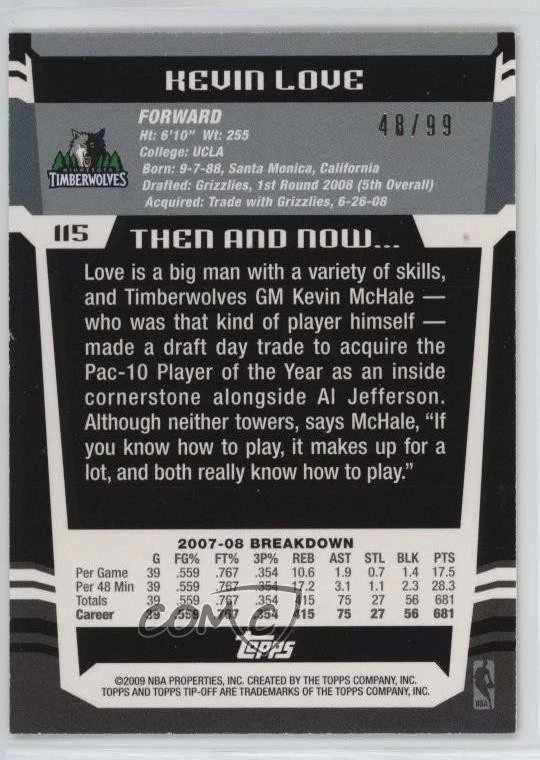 KEVIN LOVE
FORWARD
48/99
Ht: 6'10" Wt: 255
College: UCLA
Born: 9-7-88, Santa Monica, California
Drafted: Grizzlies, 1st Round 2008 (5th Overall)
Acquired: Trade with Grizzlies, 6-26-08
MINNESOTA
TIMBERWOLVES
115
THEN AND NOW...
Love is a big man with a variety of skills,
and Timberwolves GM Kevin McHale —
who was that kind of player himself —
made a draft day trade to acquire the
Pac-10 Player of the Year as an inside
cornerstone alongside Al Jefferson.
Although neither towers, says McHale, "If
you know how to play, it makes up for a
lot, and both really know how to play."
2007-08 BREAKDOWN
G FG% FT% 3P% REB AST STL BLK PTS
Per Game 39 .559 .767 .354 10.6 1.9 0.7 1.4 17.5
Per 48 Min 39 .559 .767 .354 17.2 3.1 1.1 2.3 28.3
Totals 39 .559 .767 .354 415 75 27 56 681
Career 39 .559 .767 .354 415 75 27 56 681
COMC
TOPPS
©2009 NBA PROPERTIES, INC. CREATED BY THE TOPPS COMPANY, INC.
TOPPS AND TOPPS TIP-OFF ARE TRADEMARKS OF THE TOPPS COMPANY, INC.
NBA